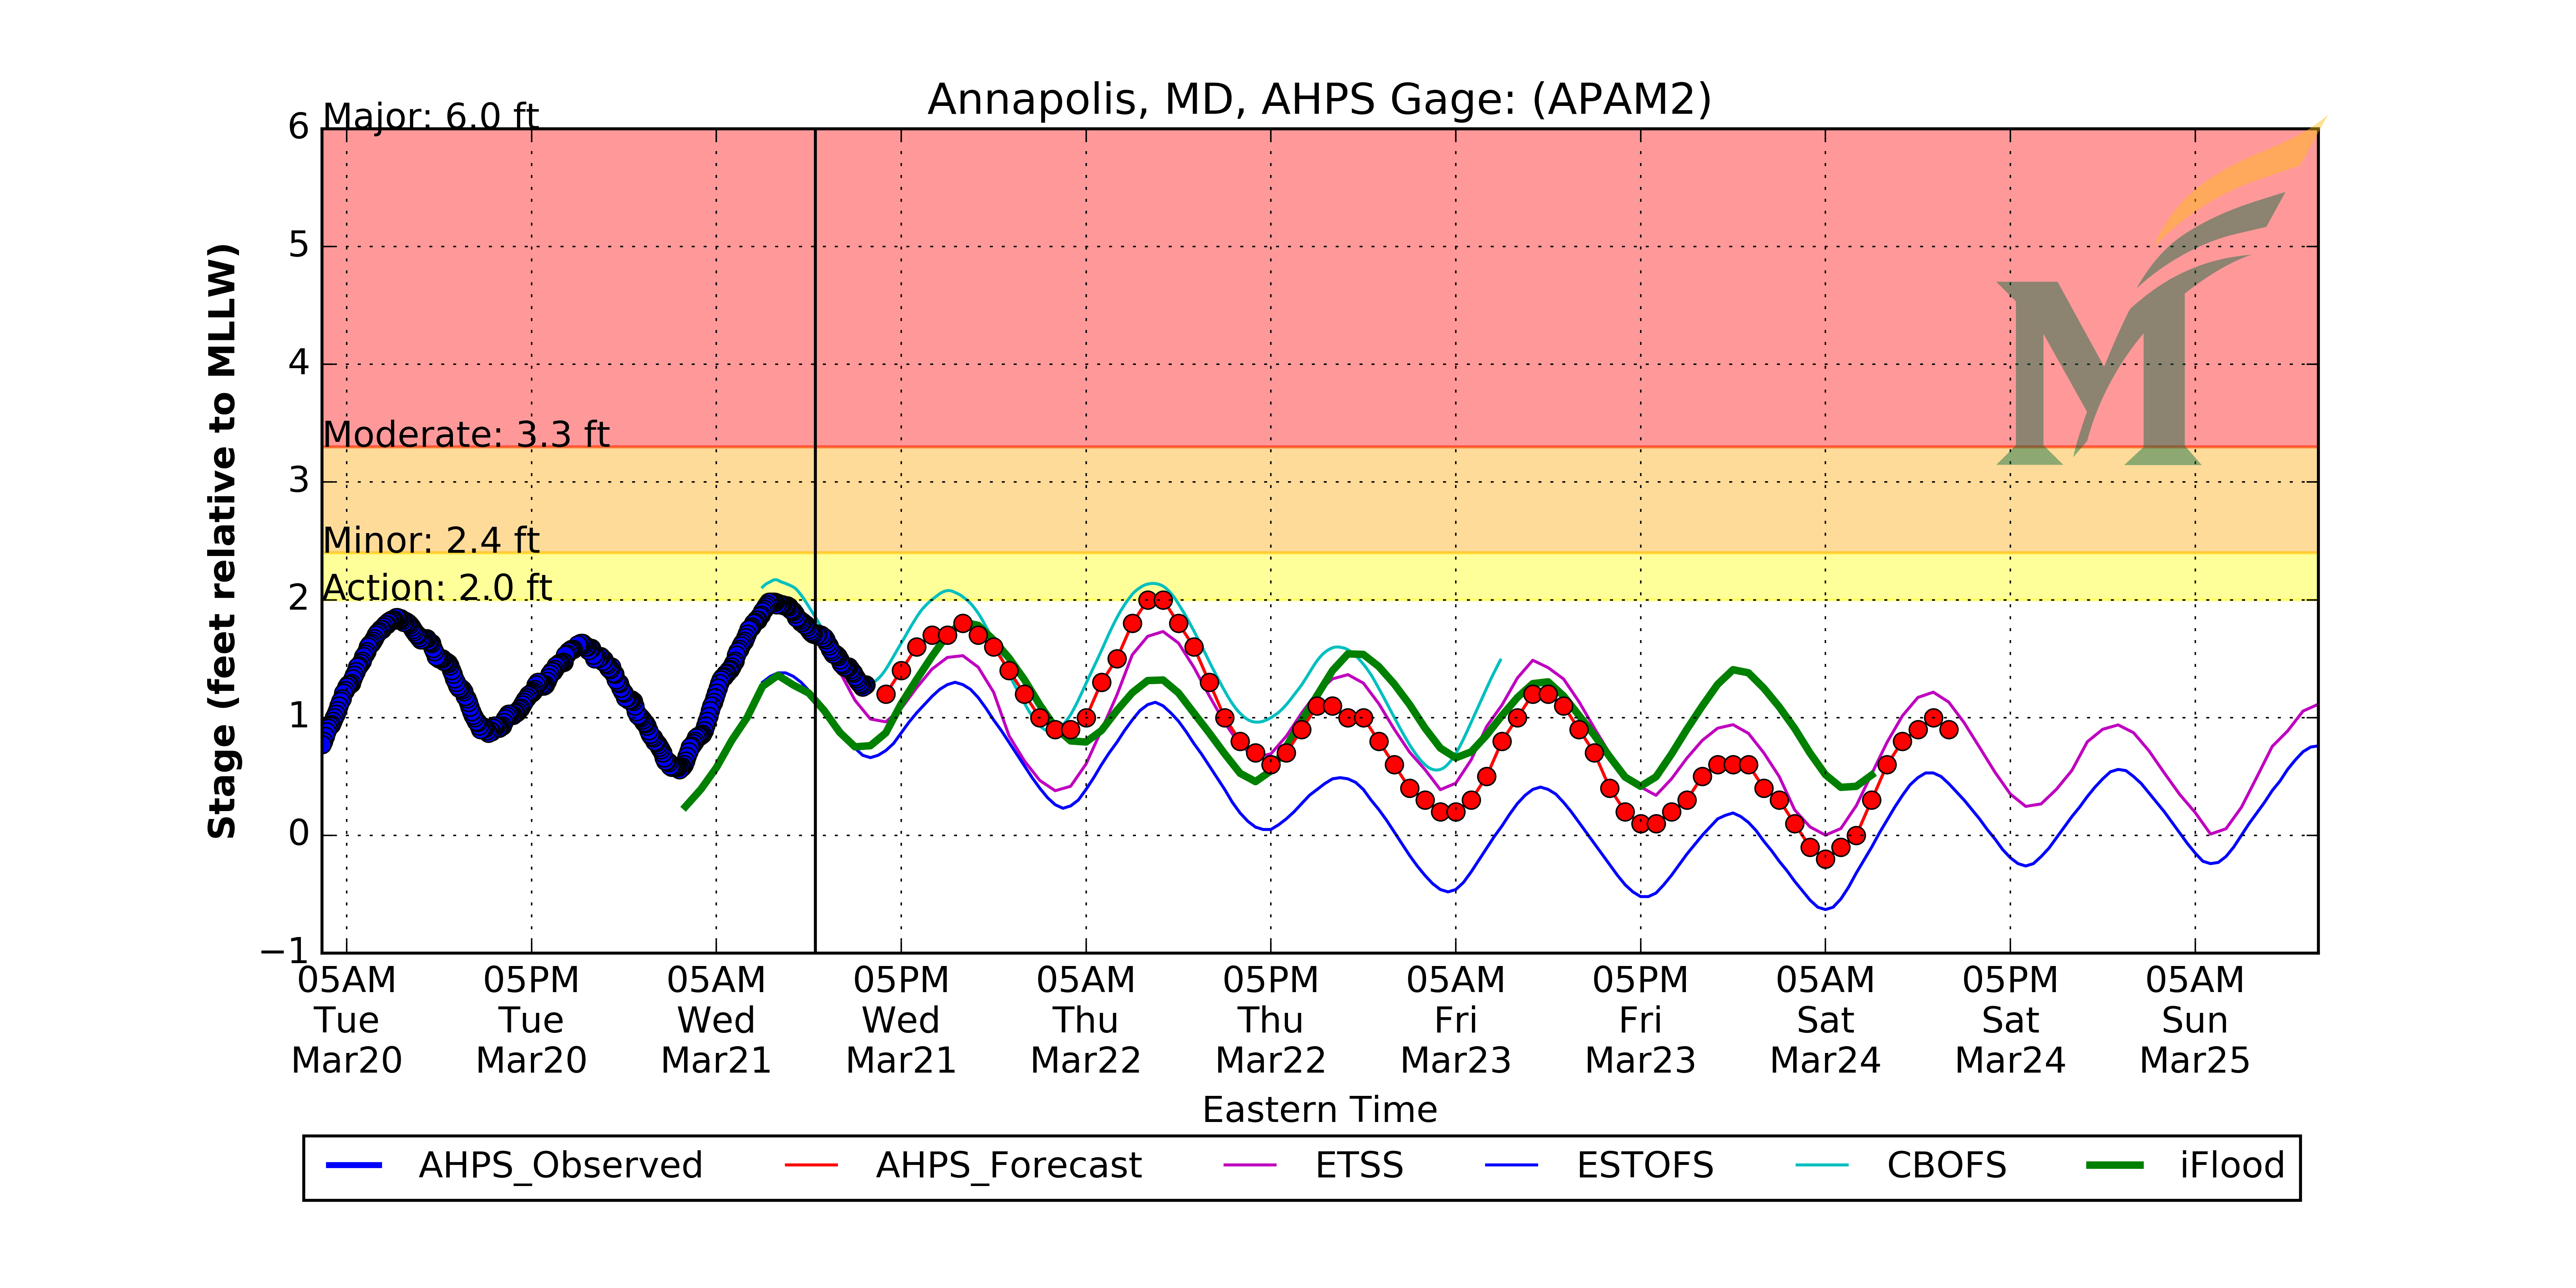 Annapolis, MD, AHPS Gage: (APAM2)
Major: 6.0 ft
Moderate: 3.3 ft
Minor: 2.4 ft
Action: 2.0 ft
Stage (feet relative to MLLW)
6
5
4
3
2
1
0
−1
05AM 05PM 05AM 05PM 05AM 05PM 05AM 05PM 05AM 05PM 05AM
Tue Tue Wed Wed Thu Thu Fri Fri Sat Sat Sun
Mar20 Mar20 Mar21 Mar21 Mar22 Mar22 Mar23 Mar23 Mar24 Mar24 Mar25
Eastern Time
AHPS_Observed AHPS_Forecast ETSS ESTOFS CBOFS iFlood
M